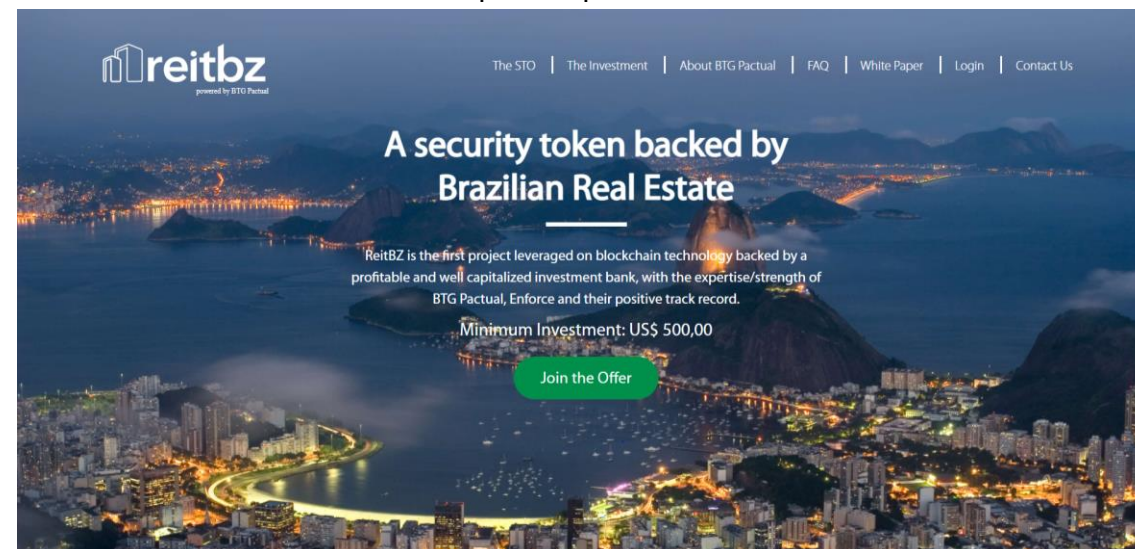 reitbz
powered by BTG Pactual
The STO | The Investment | About BTG Pactual | FAQ | White Paper | Login | Contact Us
A security token backed by
Brazilian Real Estate
ReitBZ is the first project leveraged on blockchain technology backed by a
profitable and well capitalized investment bank, with the expertise/strength of
BTG Pactual, Enforce and their positive track record.
Minimum Investment: US$ 500,00
Join the Offer